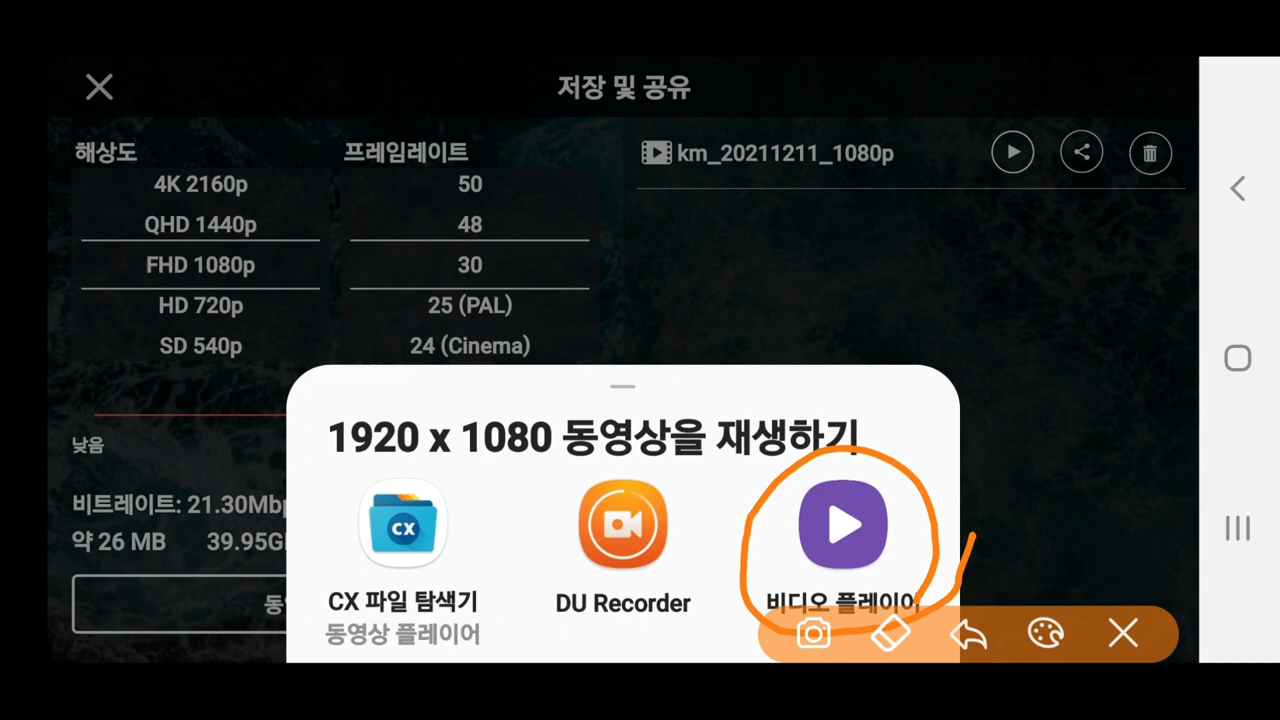 저장 및 공유
해상도
프레임레이트
km_20211211_1080p
4K 2160p
50
QHD 1440p
48
FHD 1080p
30
HD 720p
25 (PAL)
SD 540p
24 (Cinema)
낮음
비트레이트: 21.30Mbp
약 26 MB
39.95G
1920 x 1080 동영상을 재생하기
CX
CX 파일 탐색기
동영상 플레이어
DU Recorder
비디오 플레이어